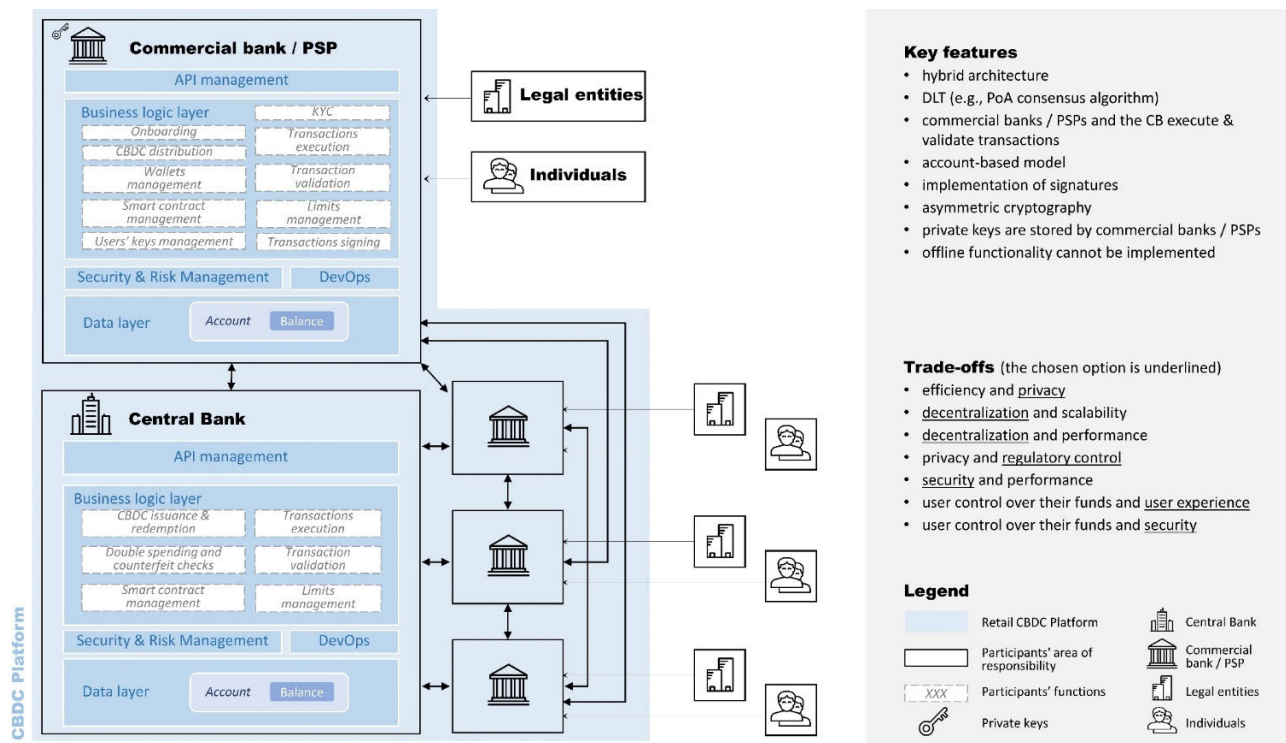 Commercial bank / PSP
API management
Business logic layer
KYC
Onboarding
Transactions
execution
CBDC distribution
Wallets
management
Transaction
validation
Smart contract
management
Limits
management
Users' keys management
Transactions signing
Security & Risk Management
DevOps
Data layer
Account
Balance
Legal entities
Individuals
Central Bank
API management
Business logic layer
CBDC issuance &
redemption
Transactions
execution
Double spending and
counterfeit checks
Transaction
validation
Smart contract
management
Limits
management
Security & Risk Management
DevOps
Data layer
Account
Balance
CBDC Platform
Key features
• hybrid architecture
• DLT (e.g., PoA consensus algorithm)
• commercial banks / PSPs and the CB execute &
validate transactions
• account-based model
• implementation of signatures
• asymmetric cryptography
• private keys are stored by commercial banks / PSPs
• offline functionality cannot be implemented
Trade-offs (the chosen option is underlined)
• efficiency and privacy
• decentralization and scalability
• decentralization and performance
• privacy and regulatory control
• security and performance
• user control over their funds and user experience
• user control over their funds and security
Legend
Retail CBDC Platform
Central Bank
Participants' area of
responsibility
Commercial
bank / PSP
XXX
Participants' functions
Legal entities
Private keys
Individuals